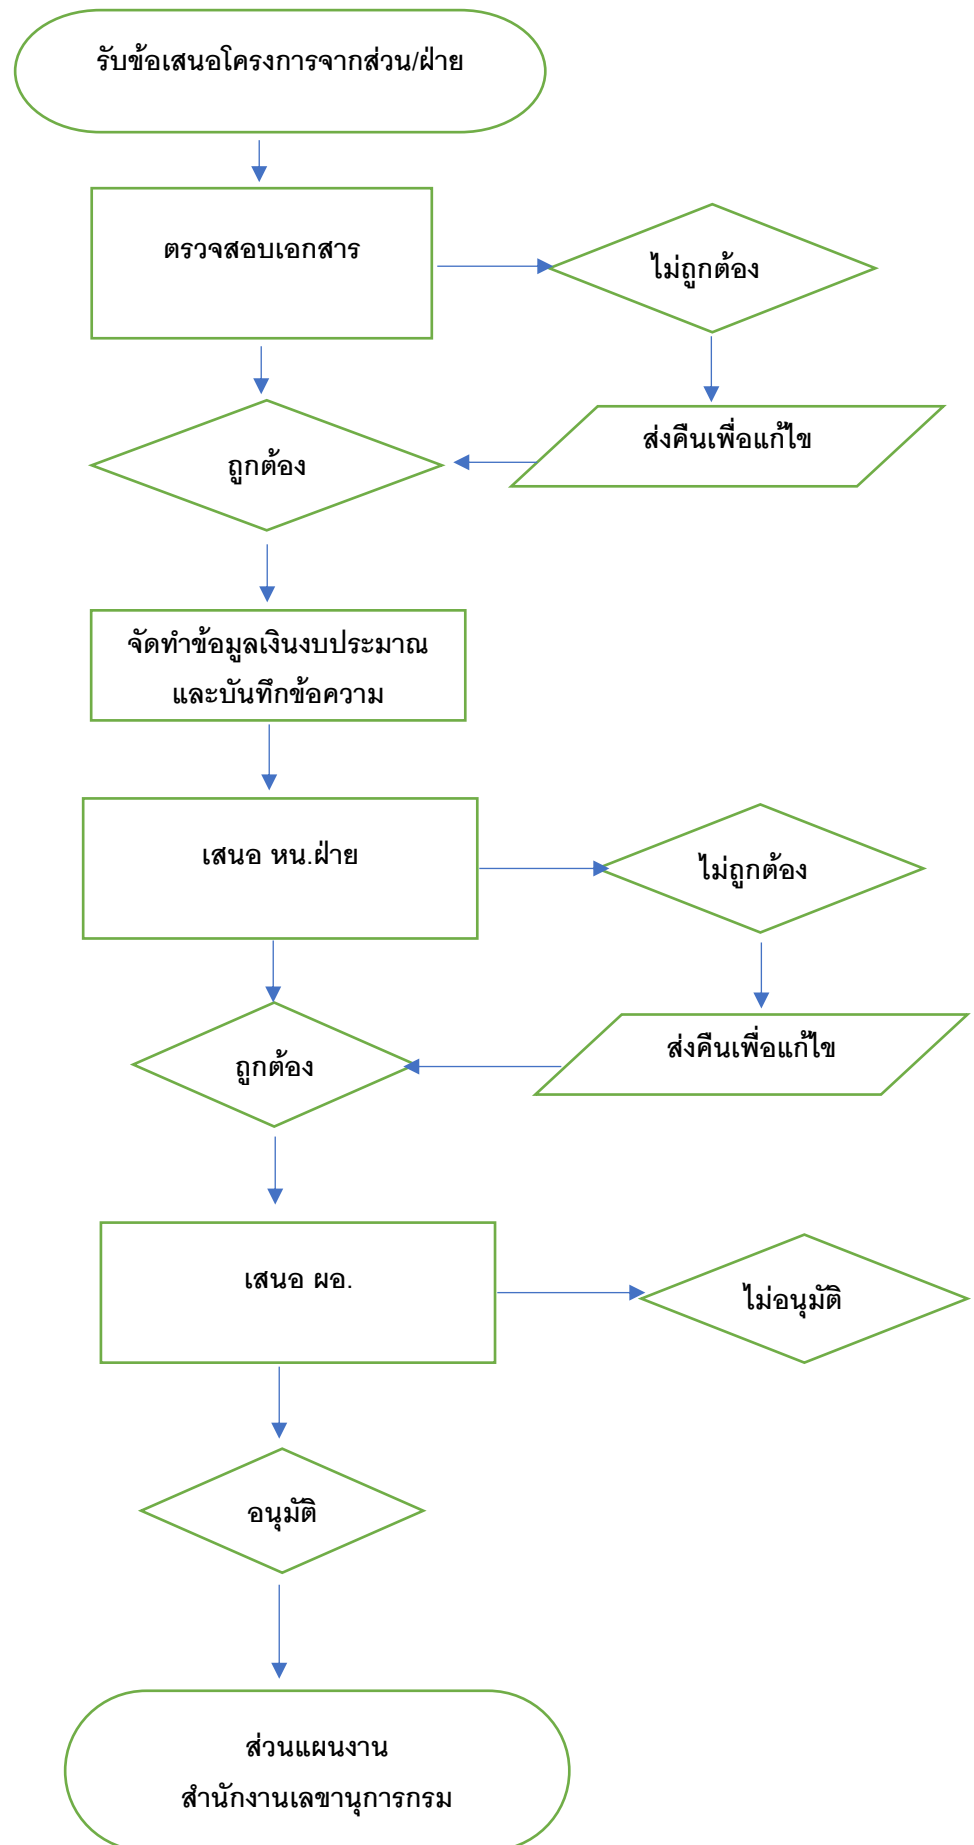 รับข้อเสนอโครงการจากส่วน/ฝ่าย
ตรวจสอบเอกสาร
ไม่ถูกต้อง
ส่งคืนเพื่อแก้ไข
ถูกต้อง
จัดทำข้อมูลเงินงบประมาณ
และบันทึกข้อความ
เสนอ หน.ฝ่าย
ไม่ถูกต้อง
ส่งคืนเพื่อแก้ไข
ถูกต้อง
เสนอ ผอ.
ไม่อนุมัติ
อนุมัติ
ส่วนแผนงาน
สำนักงานเลขานุการกรม